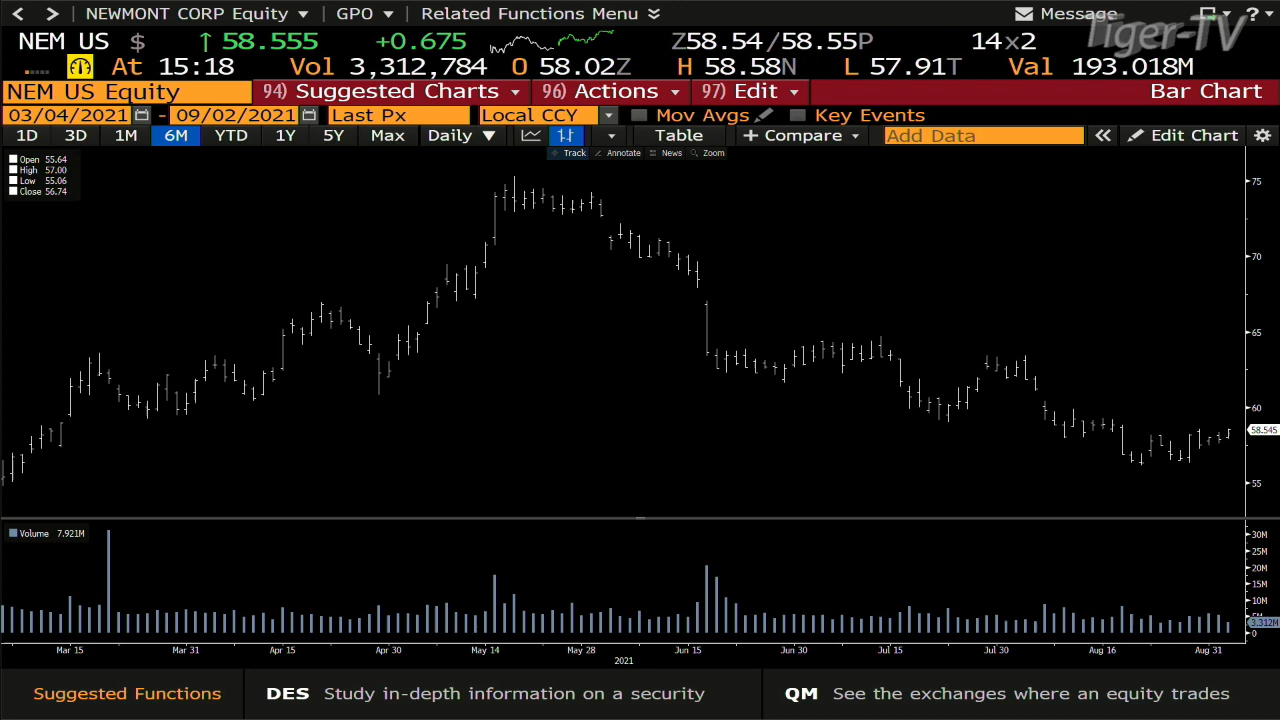 NEWMONT CORP Equity GPO Related Functions Menu Message ?
Tiger-TV
NEM US $ ↑ 58.555 +0.675 Z58.54/58.55P 14x2
At 15:18 Vol 3,312,784 O 58.02Z H 58.58N L 57.91T Val 193.018M
NEM US Equity 94) Suggested Charts 96) Actions 97) Edit Bar Chart
03/04/2021 - 09/02/2021 Last Px Local CCY Mov Avgs Key Events
1D 3D 1M 6M YTD 1Y 5Y Max Daily ▼ Table + Compare Add Data « Edit Chart
Track Annotate News Zoom
Open 55.64
High 57.00
Low 55.06
Close 56.74
75
70
65
60
58.545
55
Volume 7.921M
30M
25M
20M
15M
10M
3.312M
0
Mar 15 Mar 31 Apr 15 Apr 30 May 14 May 28 Jun 15 Jun 30 Jul 15 Jul 30 Aug 16 Aug 31
2021
Suggested Functions DES Study in-depth information on a security QM See the exchanges where an equity trades